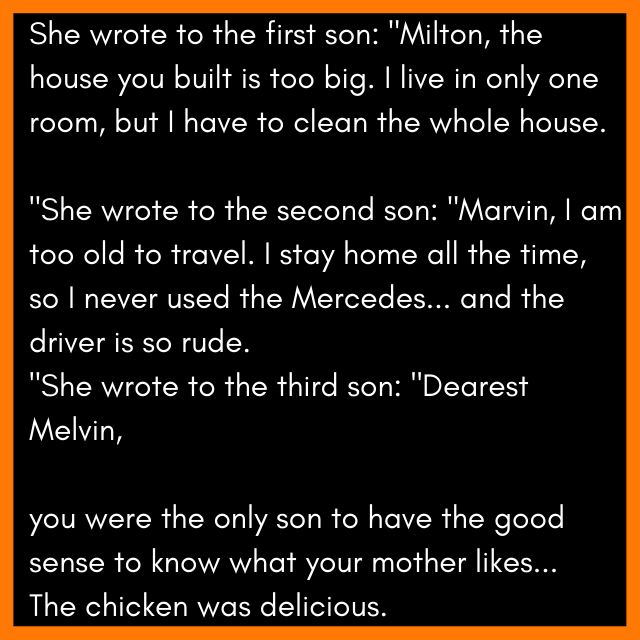 She wrote to the first son: "Milton, the
house you built is too big. I live in only one
room, but I have to clean the whole house.
"She wrote to the second son: "Marvin, I am
too old to travel. I stay home all the time,
so I never used the Mercedes... and the
driver is so rude.
"She wrote to the third son: "Dearest
Melvin,
you were the only son to have the good
sense to know what your mother likes...
The chicken was delicious.